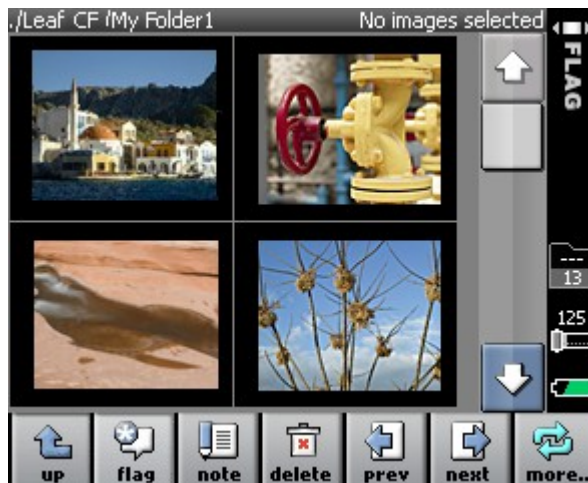 ./Leaf CF /My Folder1 No images selected
FLAG
---
13
125
up flag note delete prev next more..